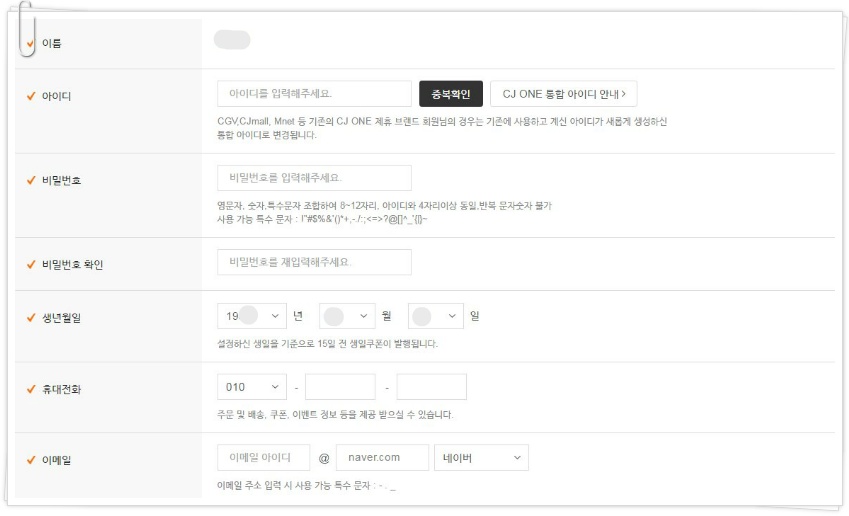 이름
아이디
아이디를 입력해주세요.
중복확인
CJ ONE 통합 아이디 안내 >
CGV,CJmall, Mnet 등 기존의 CJ ONE 제휴 브랜드 회원님의 경우는 기존에 사용하고 계신 아이디가 새롭게 생성하신
통합 아이디로 변경됩니다.
비밀번호
비밀번호를 입력해주세요.
영문자, 숫자,특수문자 조합하여 8~12자리, 아이디와 4자리이상 동일,반복 문자숫자 불가
사용 가능 특수 문자 : !"#$%&'()*+,-./:;<=>?@[]^_'{|}~
비밀번호 확인
비밀번호를 재입력해주세요.
생년월일
19 년 월 일
설정하신 생일을 기준으로 15일 전 생일쿠폰이 발행됩니다.
휴대전화
010 - -
주문 및 배송, 쿠폰, 이벤트 정보 등을 제공 받으실 수 있습니다.
이메일
이메일 아이디 @ naver.com 네이버
이메일 주소 입력 시 사용 가능 특수 문자 : - . _